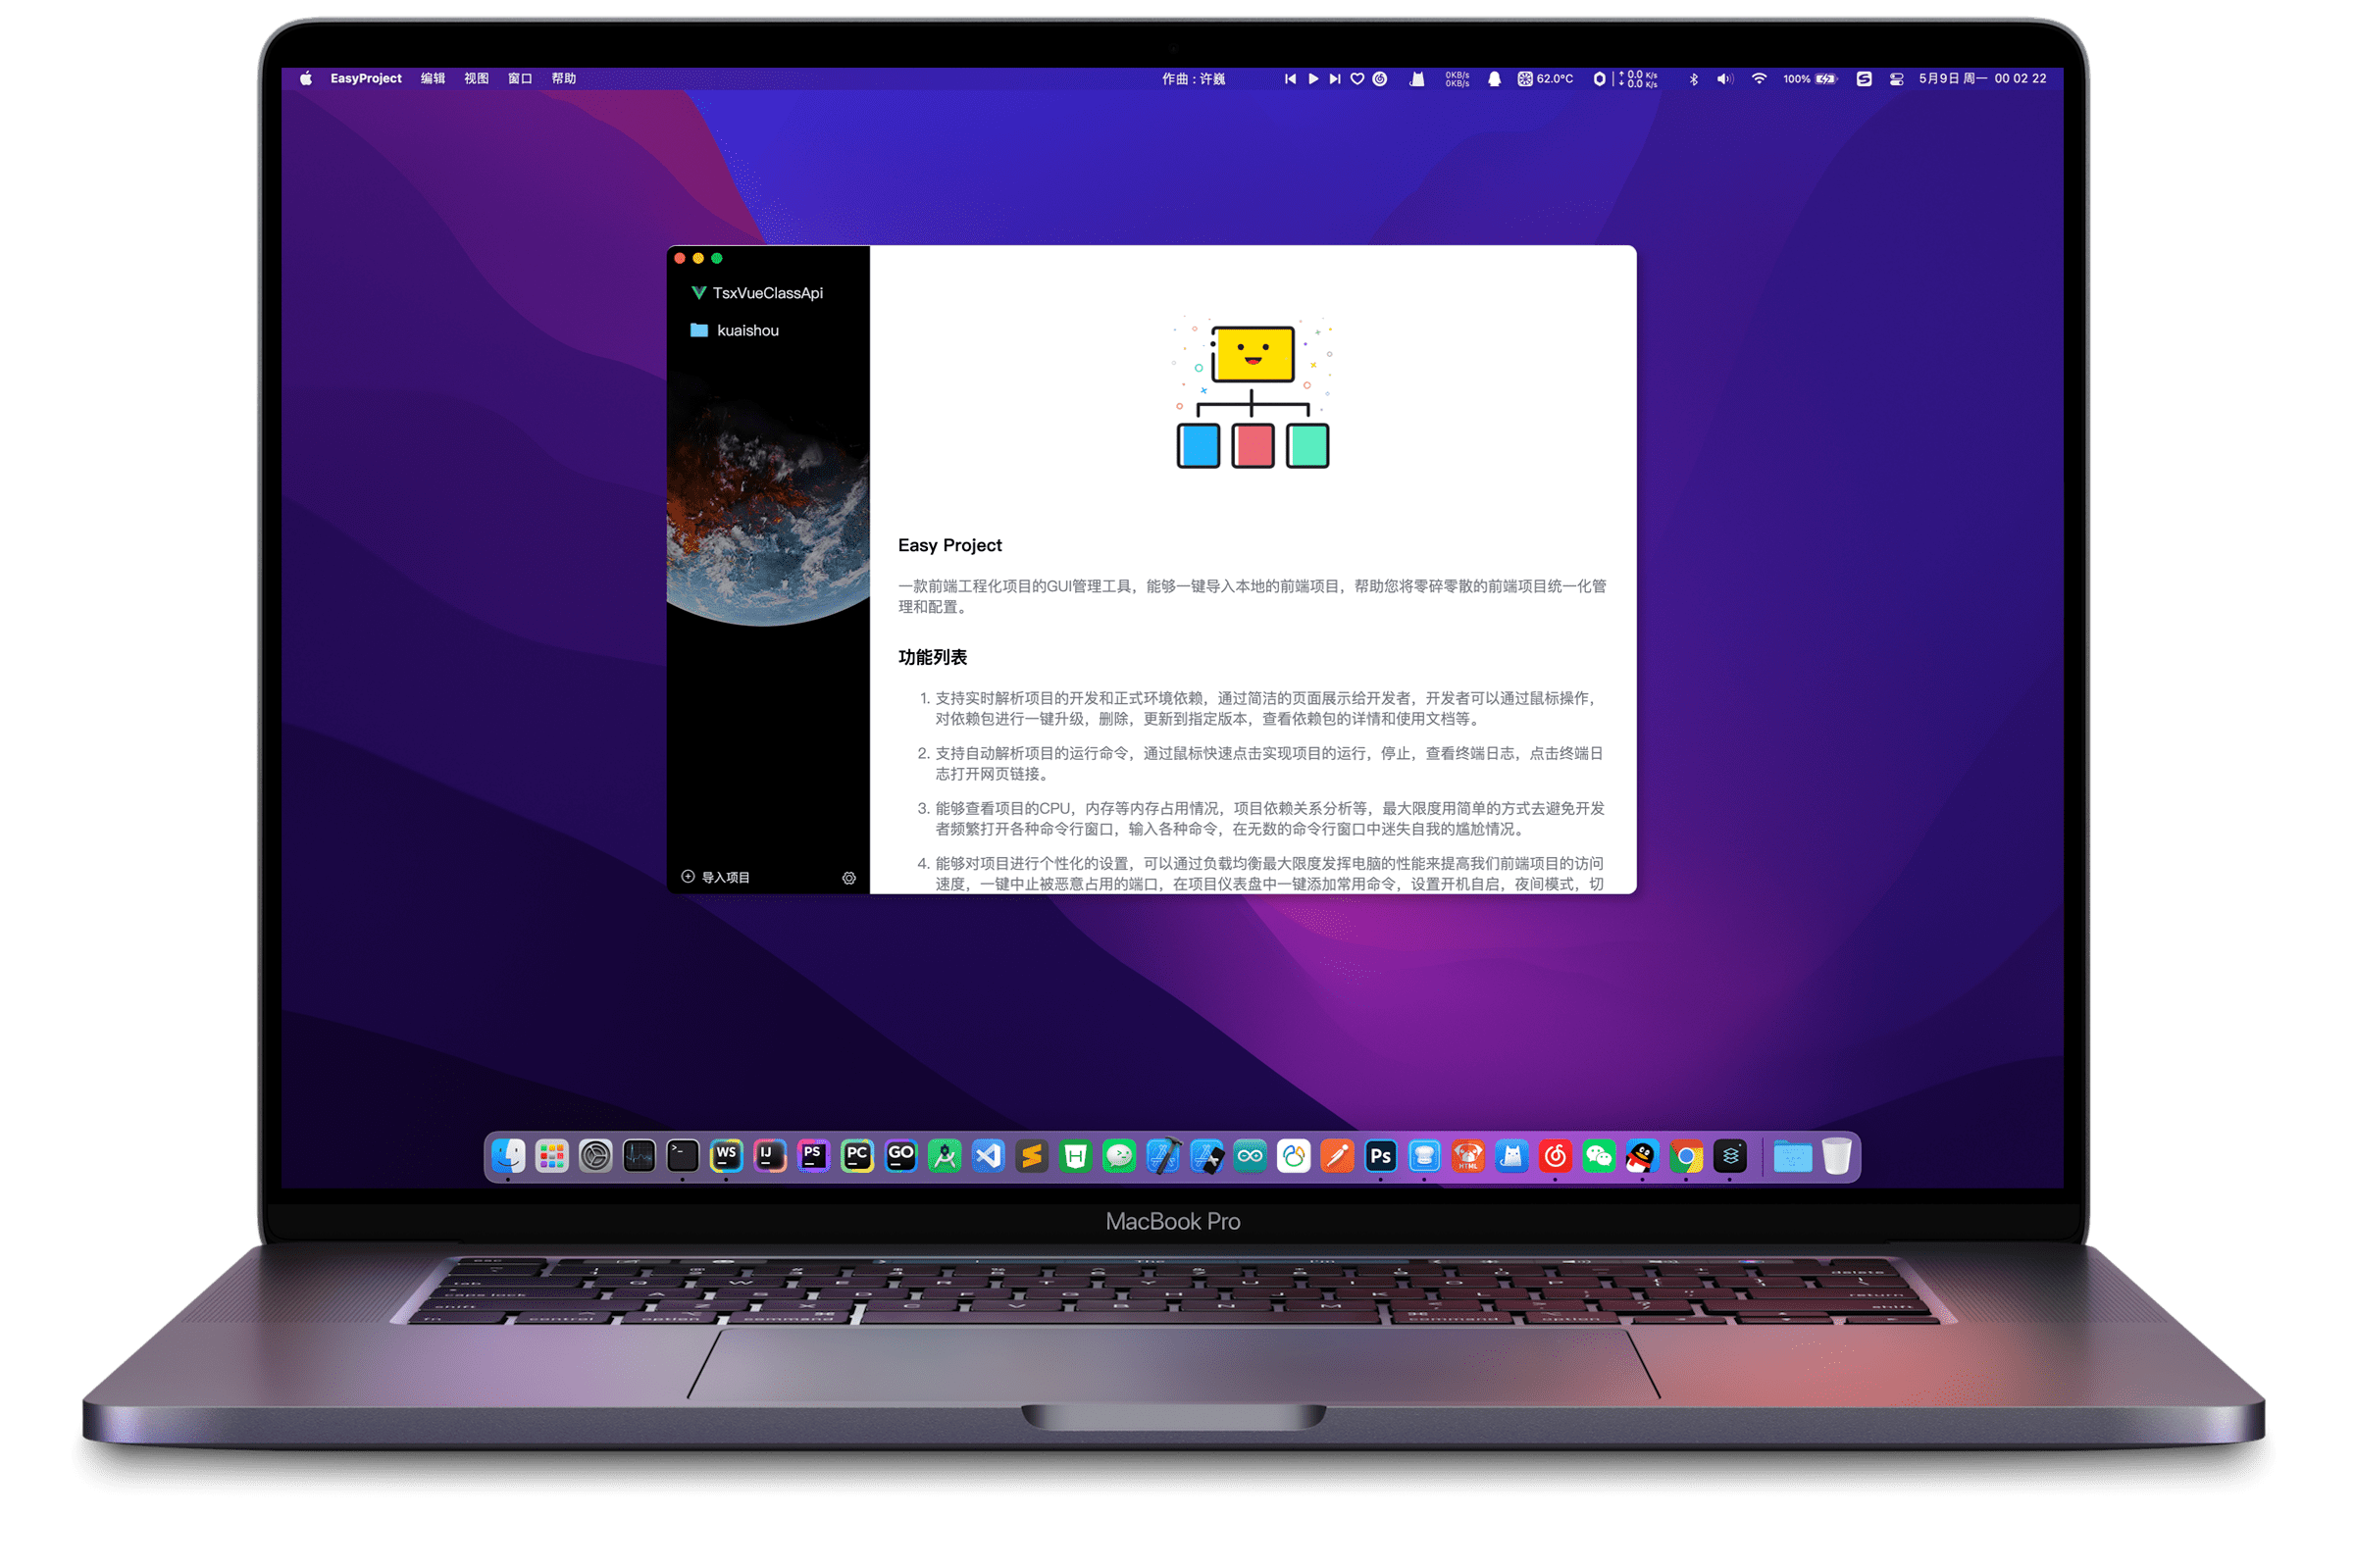 EasyProject 编辑 视图 窗口 帮助 作曲 : 许巍 0KB/s 62.0°C ↑ 0.0 K/s 100% 5月9日 周一 00 02 22
0KB/s ↓ 0.0 K/s
TsxVueClassApi
kuaishou
Easy Project
一款前端工程化项目的GUI管理工具，能够一键导入本地的前端项目，帮助您将零碎零散的前端项目统一化管
理和配置。
功能列表
1. 支持实时解析项目的开发和正式环境依赖，通过简洁的页面展示给开发者，开发者可以通过鼠标操作，
对依赖包进行一键升级，删除，更新到指定版本，查看依赖包的详情和使用文档等。
2. 支持自动解析项目的运行命令，通过鼠标快速点击实现项目的运行，停止，查看终端日志，点击终端日
志打开网页链接。
3. 能够查看项目的CPU，内存等内存占用情况，项目依赖关系分析等，最大限度用简单的方式去避免开发
者频繁打开各种命令行窗口，输入各种命令，在无数的命令行窗口中迷失自我的尴尬情况。
4. 能够对项目进行个性化的设置，可以通过负载均衡最大限度发挥电脑的性能来提高我们前端项目的访问
速度，一键中止被恶意占用的端口，在项目仪表盘中一键添加常用命令，设置开机自启，夜间模式，切
导入项目
WS IJ PS PC GO H Ps HTML
MacBook Pro
delete
tab Q W E R T Y U I O P
caps lock A S D F G H J K L return
shift Z X C V B N M shift
fn control option command command option